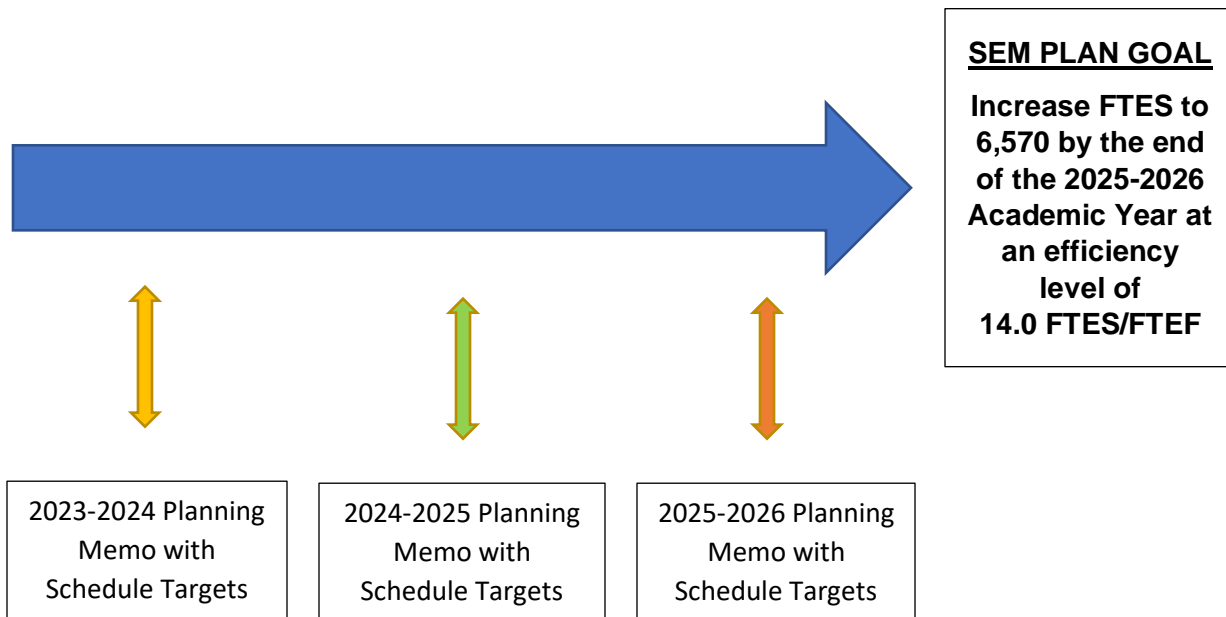 SEM PLAN GOAL
Increase FTES to
6,570 by the end
of the 2025-2026
Academic Year at
an efficiency
level of
14.0 FTES/FTEF
2023-2024 Planning
Memo with
Schedule Targets
2024-2025 Planning
Memo with
Schedule Targets
2025-2026 Planning
Memo with
Schedule Targets